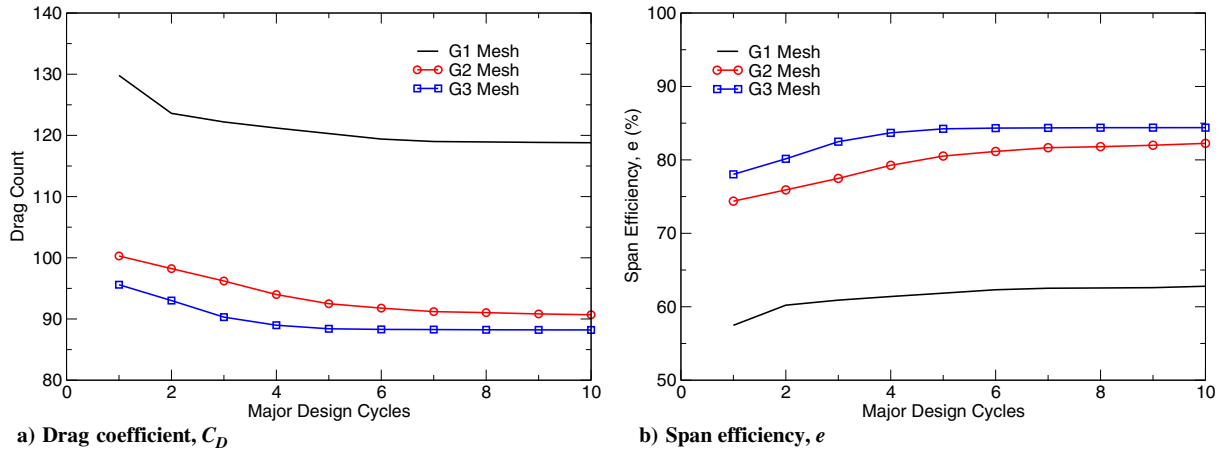 140
130
120
110
100
90
80
0
2
4
6
8
10
Drag Count
Major Design Cycles
G1 Mesh
G2 Mesh
G3 Mesh
a) Drag coefficient, C_D
100
90
80
70
60
50
0
2
4
6
8
10
Span Efficiency, e (%)
Major Design Cycles
G1 Mesh
G2 Mesh
G3 Mesh
b) Span efficiency, e